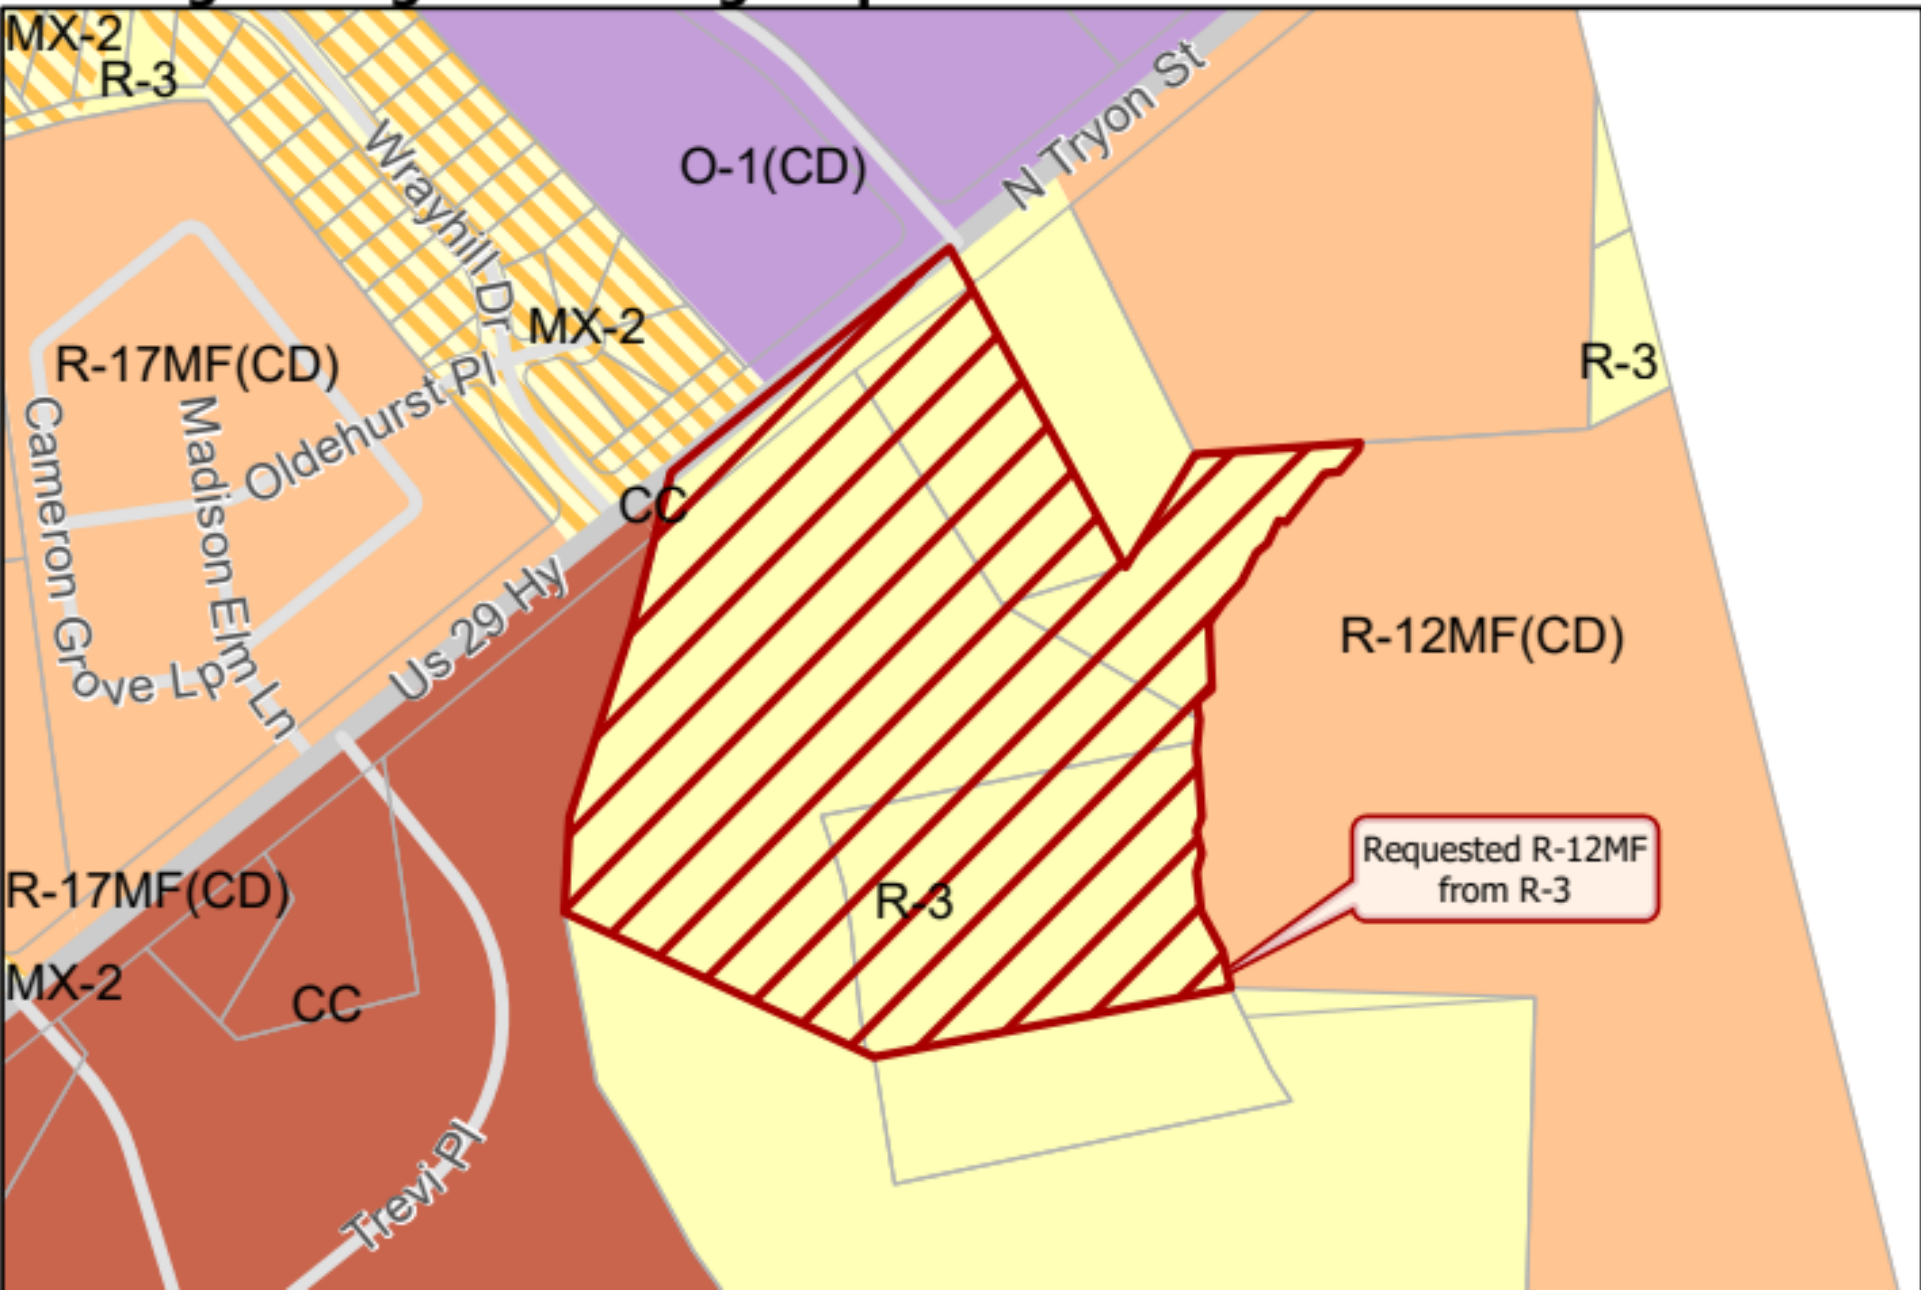 MX-2
R-3
O-1(CD)
N Tryon St
Wrayhill Dr
MX-2
R-17MF(CD)
R-3
Oldehurst Pl
Cameron Grove Lp
Madison Elm Ln
CC
Us 29 Hy
R-12MF(CD)
Requested R-12MF
from R-3
R-17MF(CD)
R-3
MX-2
CC
Trevi Pl